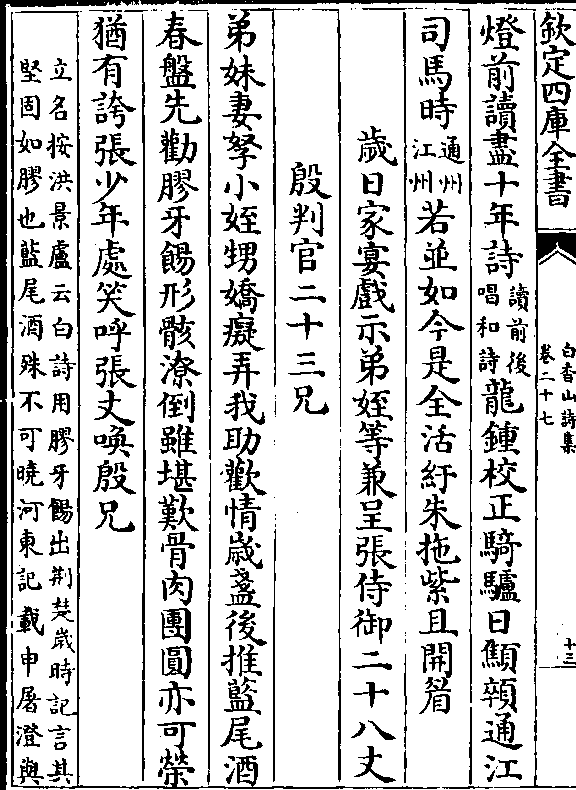 欽定四庫全書
白香山詩集
卷二十七
十三
燈前讀盡十年詩讀前後唱和詩龍鍾校正騎驢日顦顇通江
司馬時通州江州若並如今是全活紆朱拖紫且開眉
歲日家宴戲示弟姪等兼呈張侍御二十八丈
殷判官二十三兄
弟妹妻孥小姪甥嬌癡弄我助歡情歲盞後推藍尾酒
春盤先勸膠牙餳形骸潦倒雖堪歎骨肉團圓亦可榮
猶有誇張少年處笑呼張丈喚殷兄
立名按洪景盧云白詩用膠牙餳出荆楚歲時記言其
堅固如膠也藍尾酒殊不可曉河東記載申屠澄與